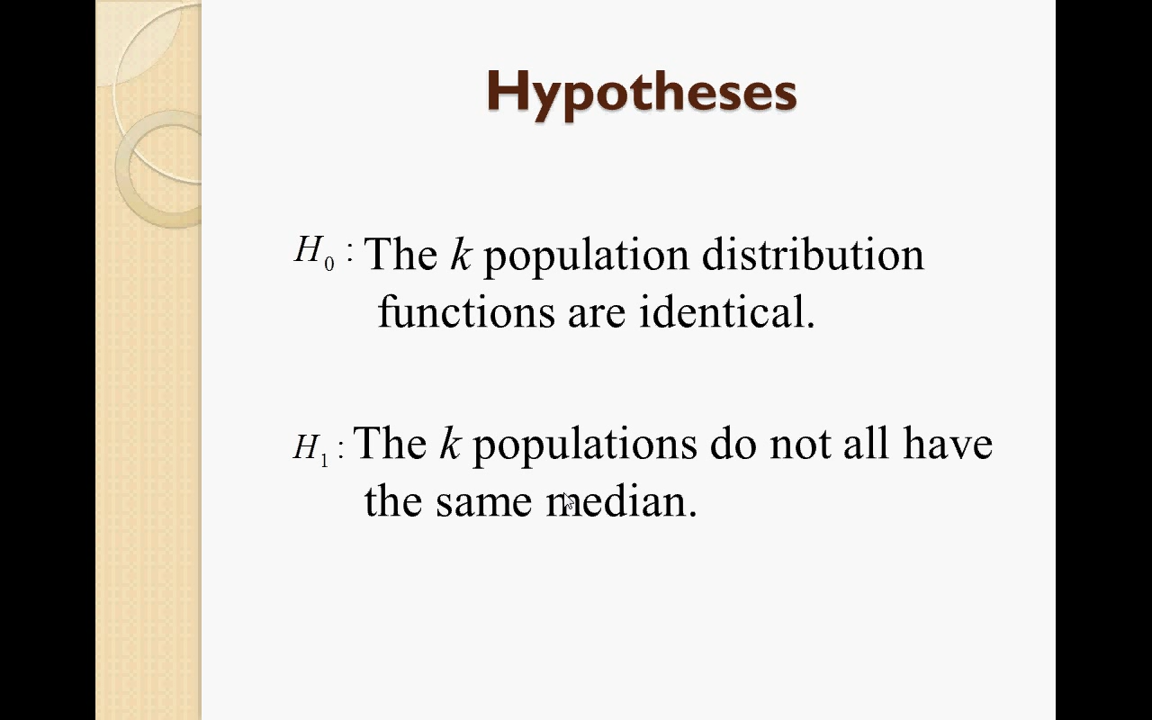 Hypotheses
H₀ : The k population distribution
functions are identical.
H₁ : The k populations do not all have
the same median.